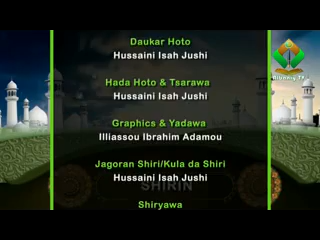 Daukar Hoto
Hussaini Isah Jushi
Hada Hoto & Tsarawa
Hussaini Isah Jushi
Graphics & Yadawa
Illiassou Ibrahim Adamou
Jagoran Shiri/Kula da Shiri
Hussaini Isah Jushi
SHIRIN
Shiryawa